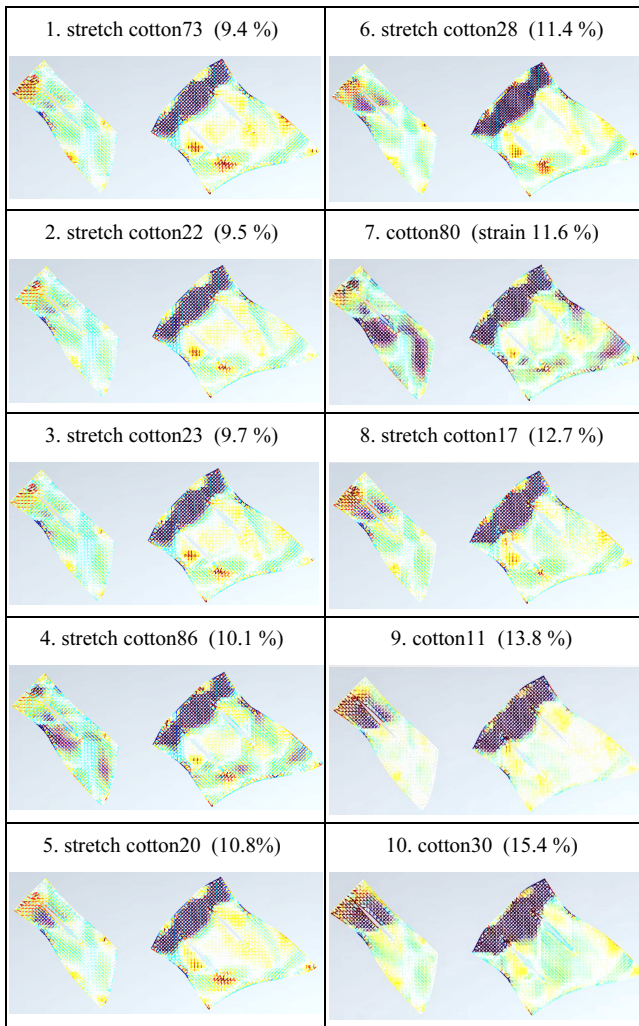 1. stretch cotton73 (9.4 %)
6. stretch cotton28 (11.4 %)
2. stretch cotton22 (9.5 %)
7. cotton80 (strain 11.6 %)
3. stretch cotton23 (9.7 %)
8. stretch cotton17 (12.7 %)
4. stretch cotton86 (10.1 %)
9. cotton11 (13.8 %)
5. stretch cotton20 (10.8%)
10. cotton30 (15.4 %)